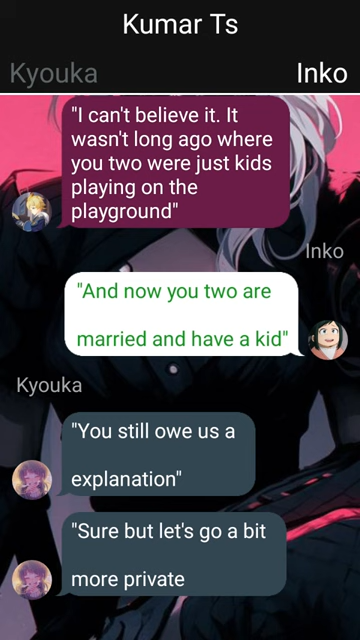 Kumar Ts
Kyouka
Inko
"I can't believe it. It
wasn't long ago where
you two were just kids
playing on the
playground"
Inko
"And now you two are
married and have a kid"
Kyouka
"You still owe us a
explanation"
"Sure but let's go a bit
more private